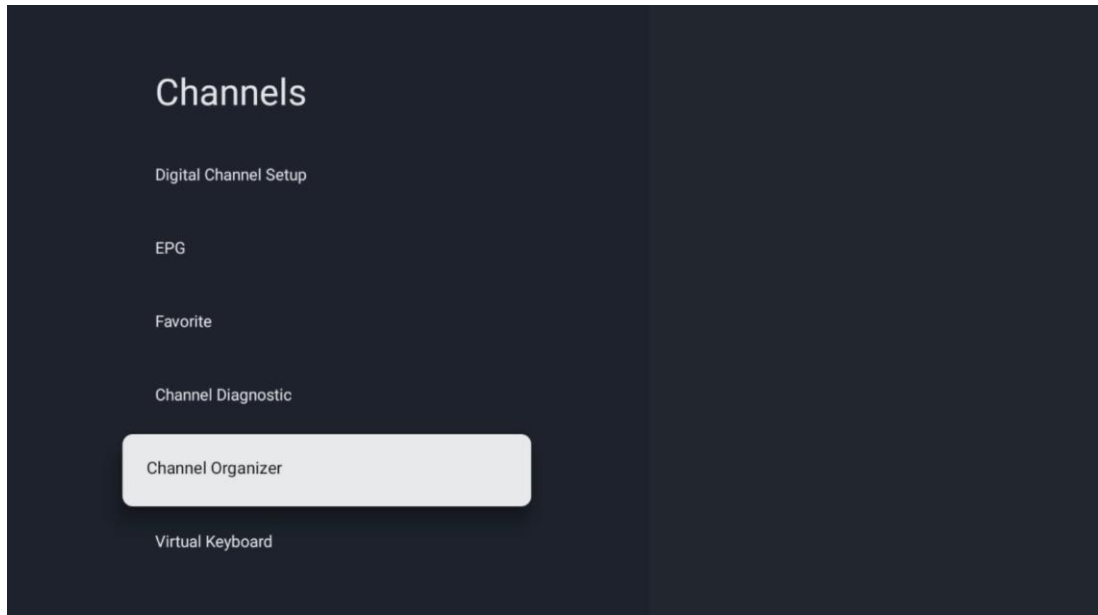 Channels
Digital Channel Setup
EPG
Favorite
Channel Diagnostic
Channel Organizer
Virtual Keyboard